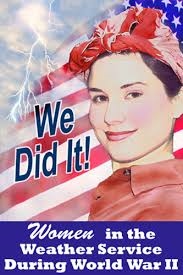 We
Did It!
Women in the
Weather Service
During World War II